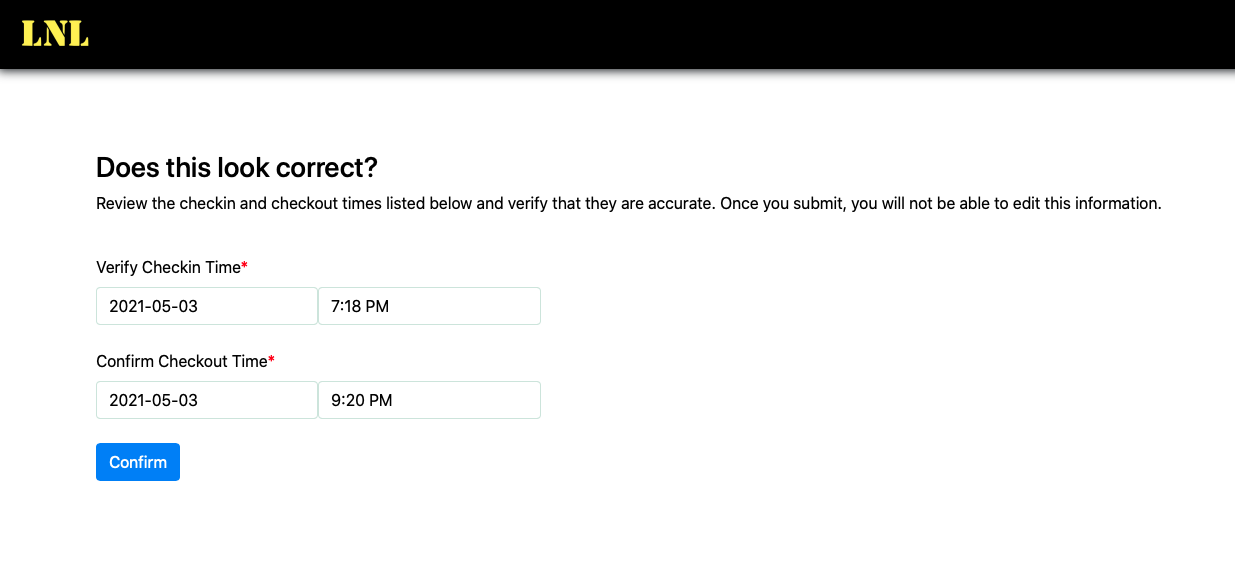 LNL
Does this look correct?
Review the checkin and checkout times listed below and verify that they are accurate. Once you submit, you will not be able to edit this information.
Verify Checkin Time*
2021-05-03 7:18 PM
Confirm Checkout Time*
2021-05-03 9:20 PM
Confirm